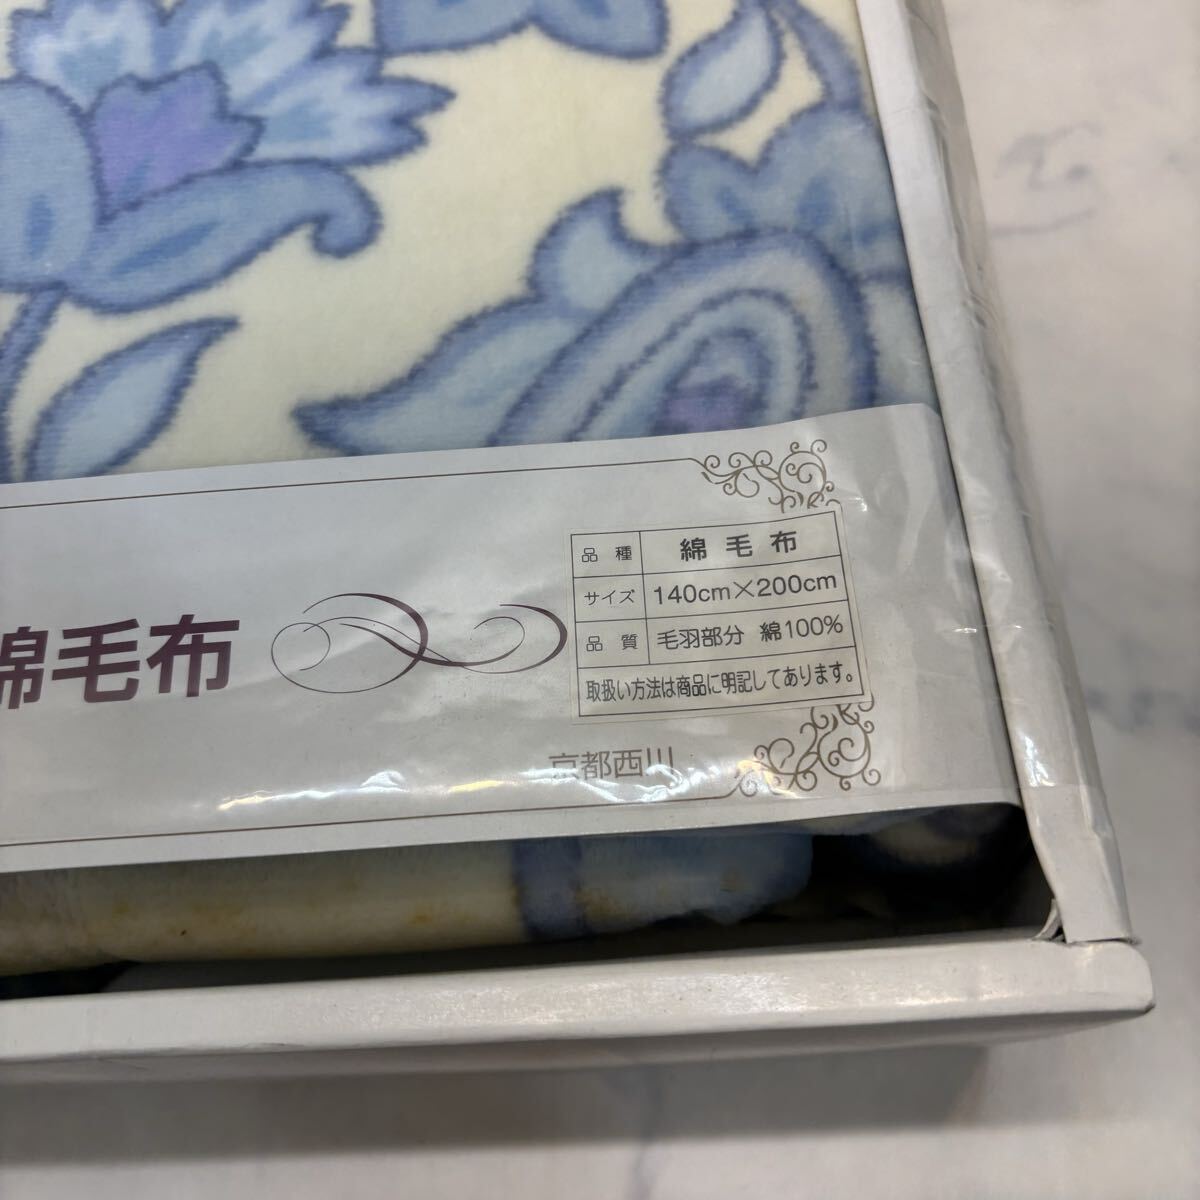 綿毛布
品種 綿毛布
サイズ 140cm×200cm
品質 毛羽部分 綿100%
取扱い方法は商品に明記してあります。
京都西川